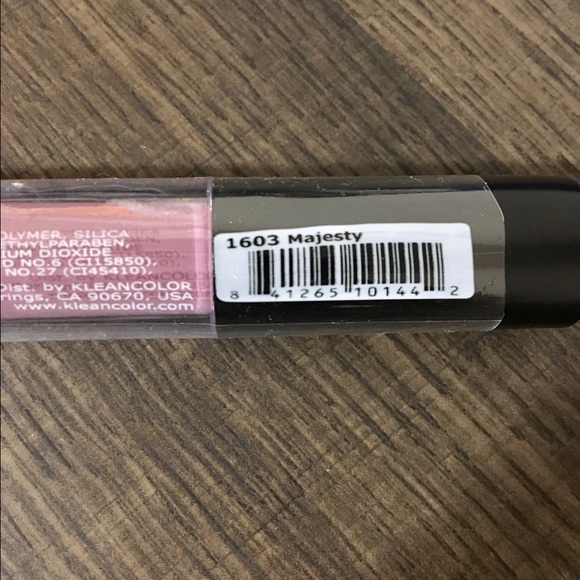 OLYMER, SILICA
ETHYLPARABEN,
IUM DIOXIDE
D NO.6 (CI15850),
NO.27 (CI45410).
Dist. by KLEANCOLOR
rings, CA 90670, USA
www.kleancolor.com
1603 Majesty
8 41265 10144 2